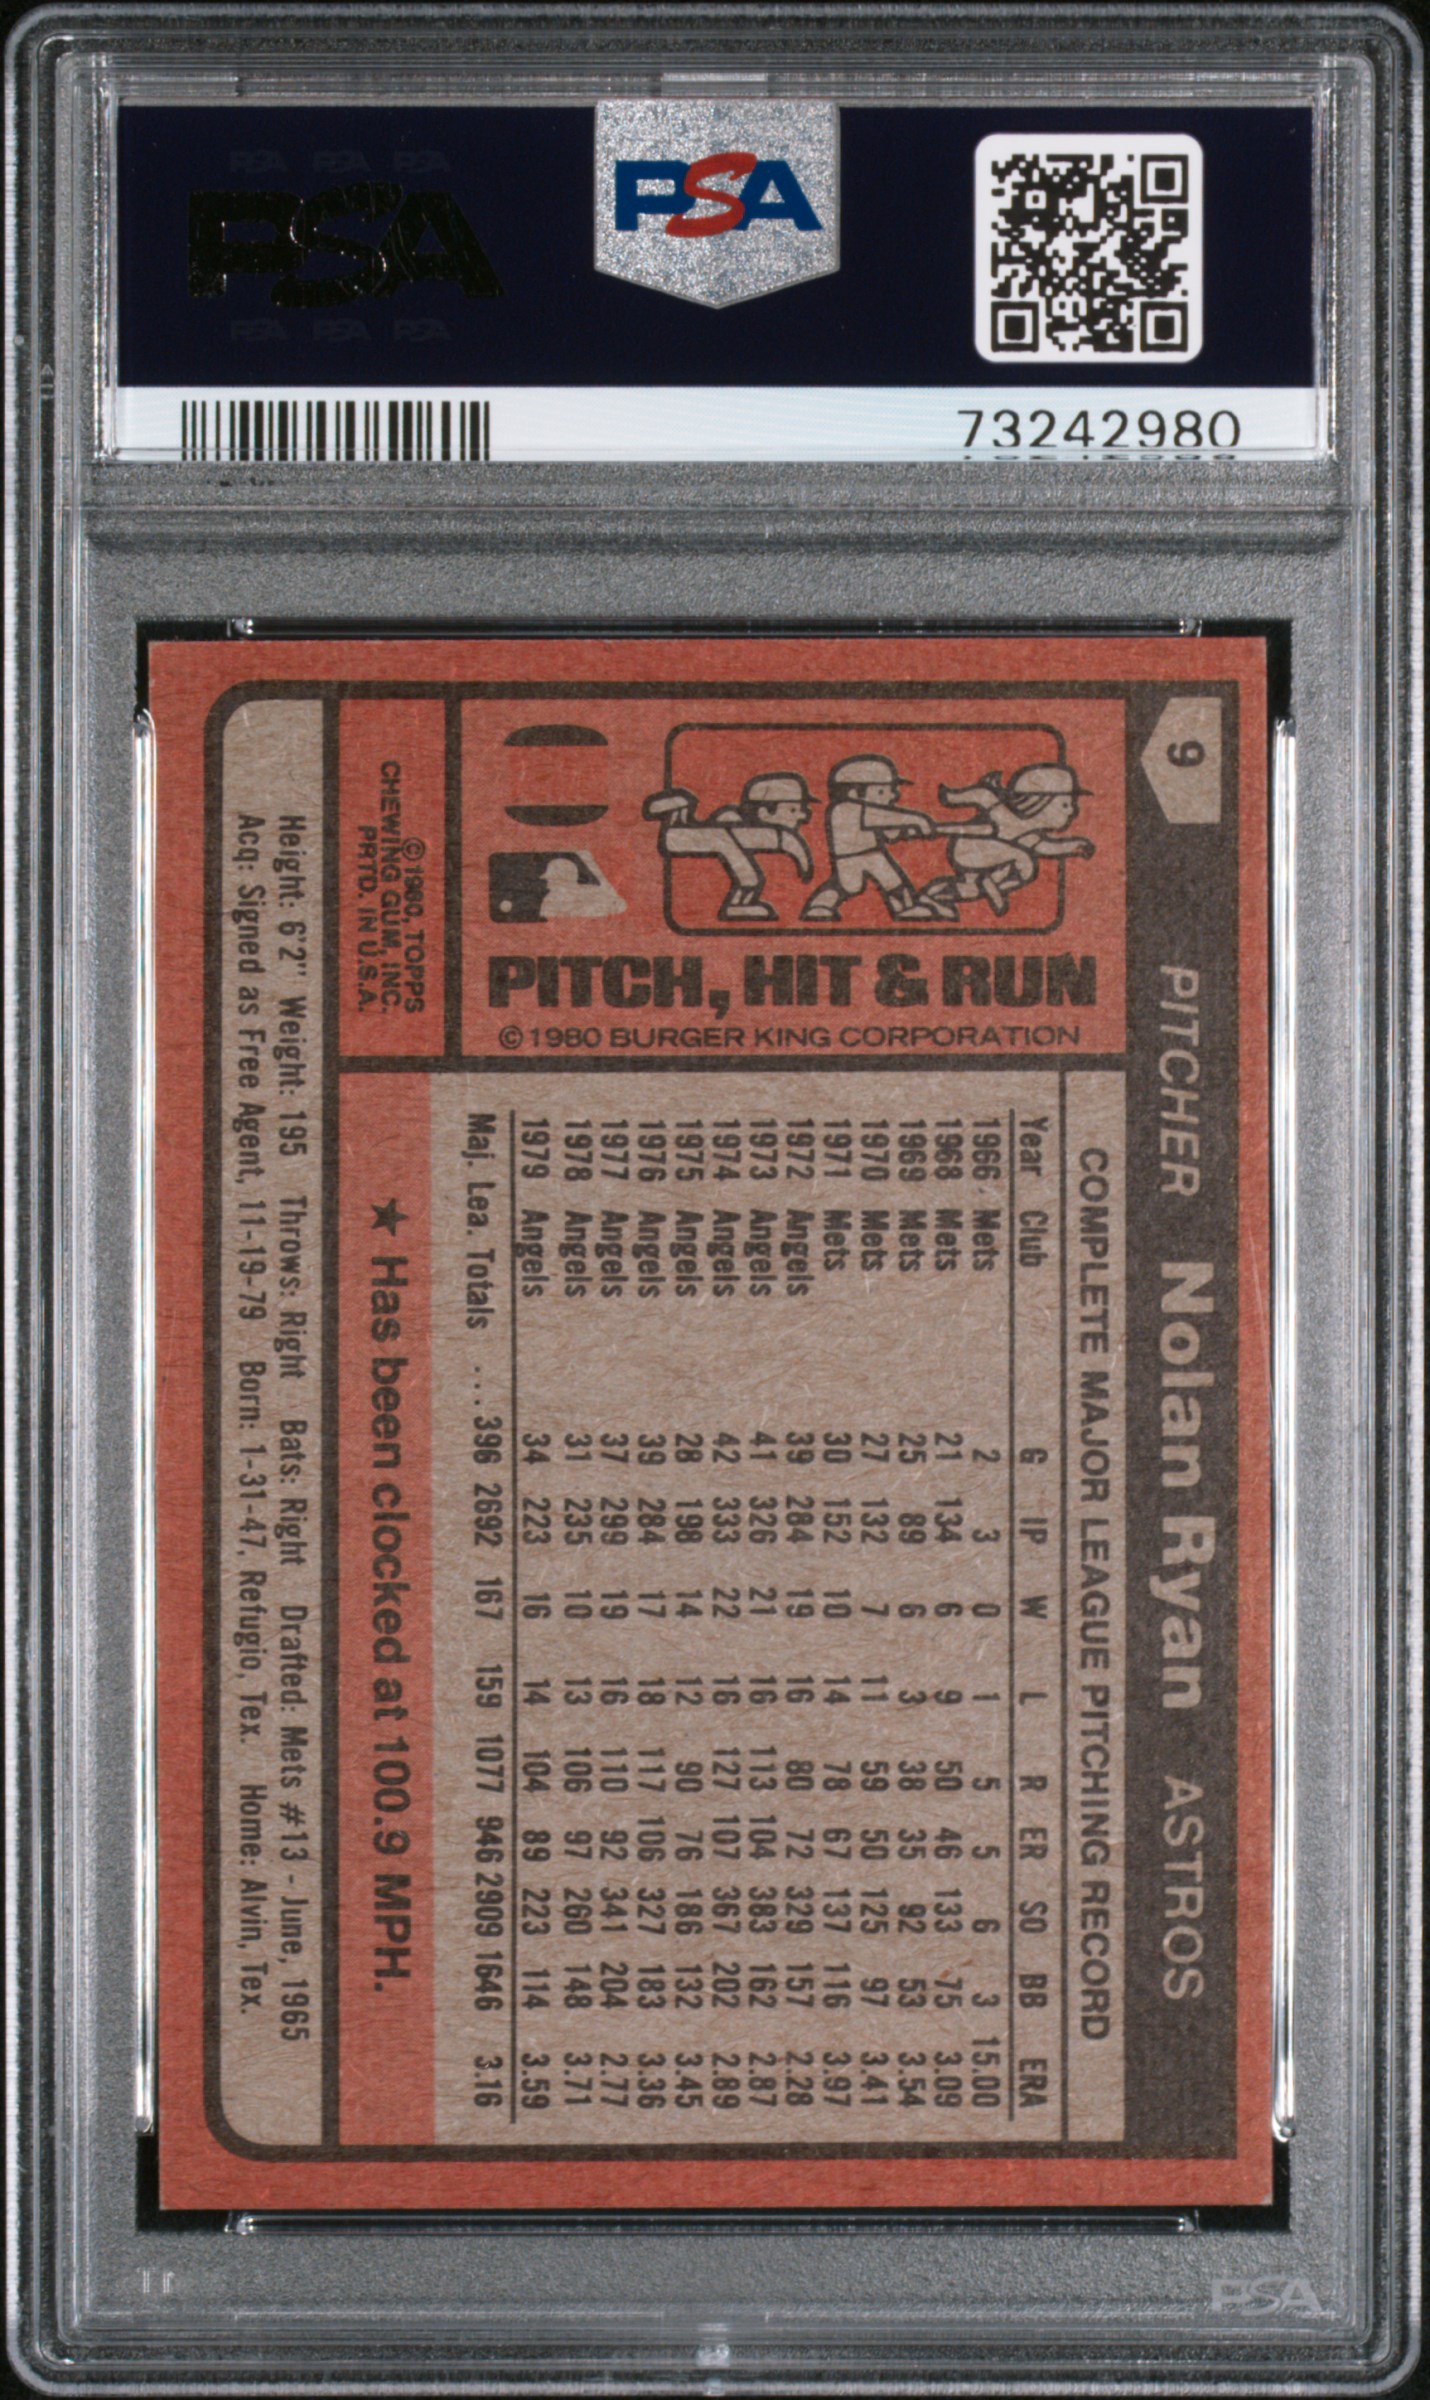 PSA PSA PSA
PSA
PSA PSA PSA
PSA
73242980
9 PITCHER Nolan Ryan ASTROS
PITCH, HIT & RUN
©1980 BURGER KING CORPORATION
©1980, TOPPS
CHEWING GUM, INC.
PRTD. IN U.S.A.
COMPLETE MAJOR LEAGUE PITCHING RECORD
Year Club G IP W L R ER SO BB ERA
1966 Mets 2 3 0 1 5 5 6 3 15.00
1968 Mets 21 134 6 9 50 46 133 75 3.09
1969 Mets 25 89 6 3 38 35 92 53 3.54
1970 Mets 27 132 7 11 59 50 125 97 3.41
1971 Mets 30 152 10 14 78 67 137 116 3.97
1972 Angels 39 284 19 16 80 72 329 157 2.28
1973 Angels 41 326 21 16 113 104 383 162 2.87
1974 Angels 42 333 22 16 127 107 367 202 2.89
1975 Angels 28 198 14 12 90 76 186 132 3.45
1976 Angels 39 284 17 18 117 106 327 183 3.36
1977 Angels 37 299 19 16 110 92 341 204 2.77
1978 Angels 31 235 10 13 106 97 260 148 3.71
1979 Angels 34 223 16 14 104 89 223 114 3.59
Maj. Lea. Totals ... 396 2692 167 159 1077 946 2909 1646 3.16
★ Has been clocked at 100.9 MPH.
Height: 6'2" Weight: 195 Throws: Right Bats: Right Drafted: Mets #13 - June, 1965
Acq: Signed as Free Agent, 11-19-79 Born: 1-31-47, Refugio, Tex. Home: Alvin, Tex.
PSA